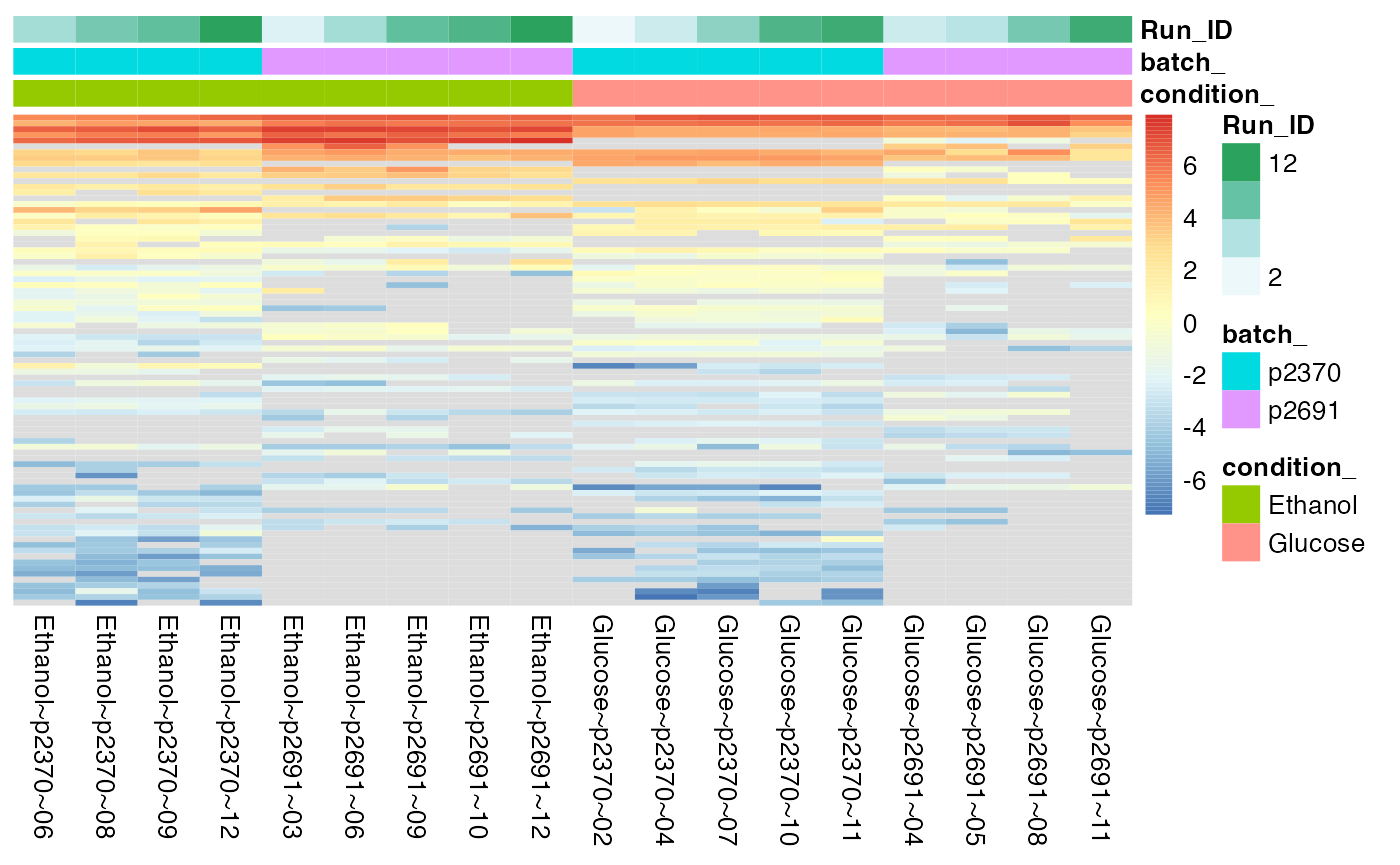 Run_ID
batch_
condition_
6
4
2
0
-2
-4
-6
Run_ID
12
2
batch_
p2370
p2691
condition_
Ethanol
Glucose
Ethanol~p2370~06
Ethanol~p2370~08
Ethanol~p2370~09
Ethanol~p2370~12
Ethanol~p2691~03
Ethanol~p2691~06
Ethanol~p2691~09
Ethanol~p2691~10
Ethanol~p2691~12
Glucose~p2370~02
Glucose~p2370~04
Glucose~p2370~07
Glucose~p2370~10
Glucose~p2370~11
Glucose~p2691~04
Glucose~p2691~05
Glucose~p2691~08
Glucose~p2691~11